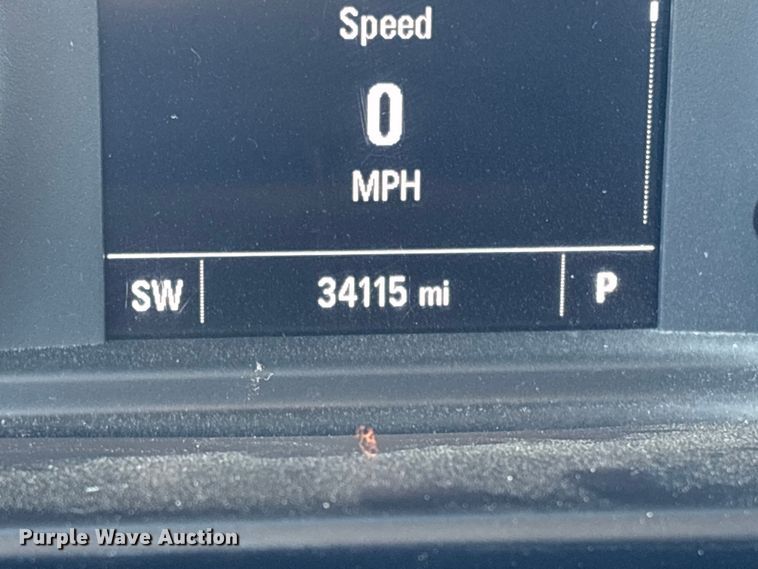 Speed
0
MPH
SW 34115 mi P
Purple Wave Auction